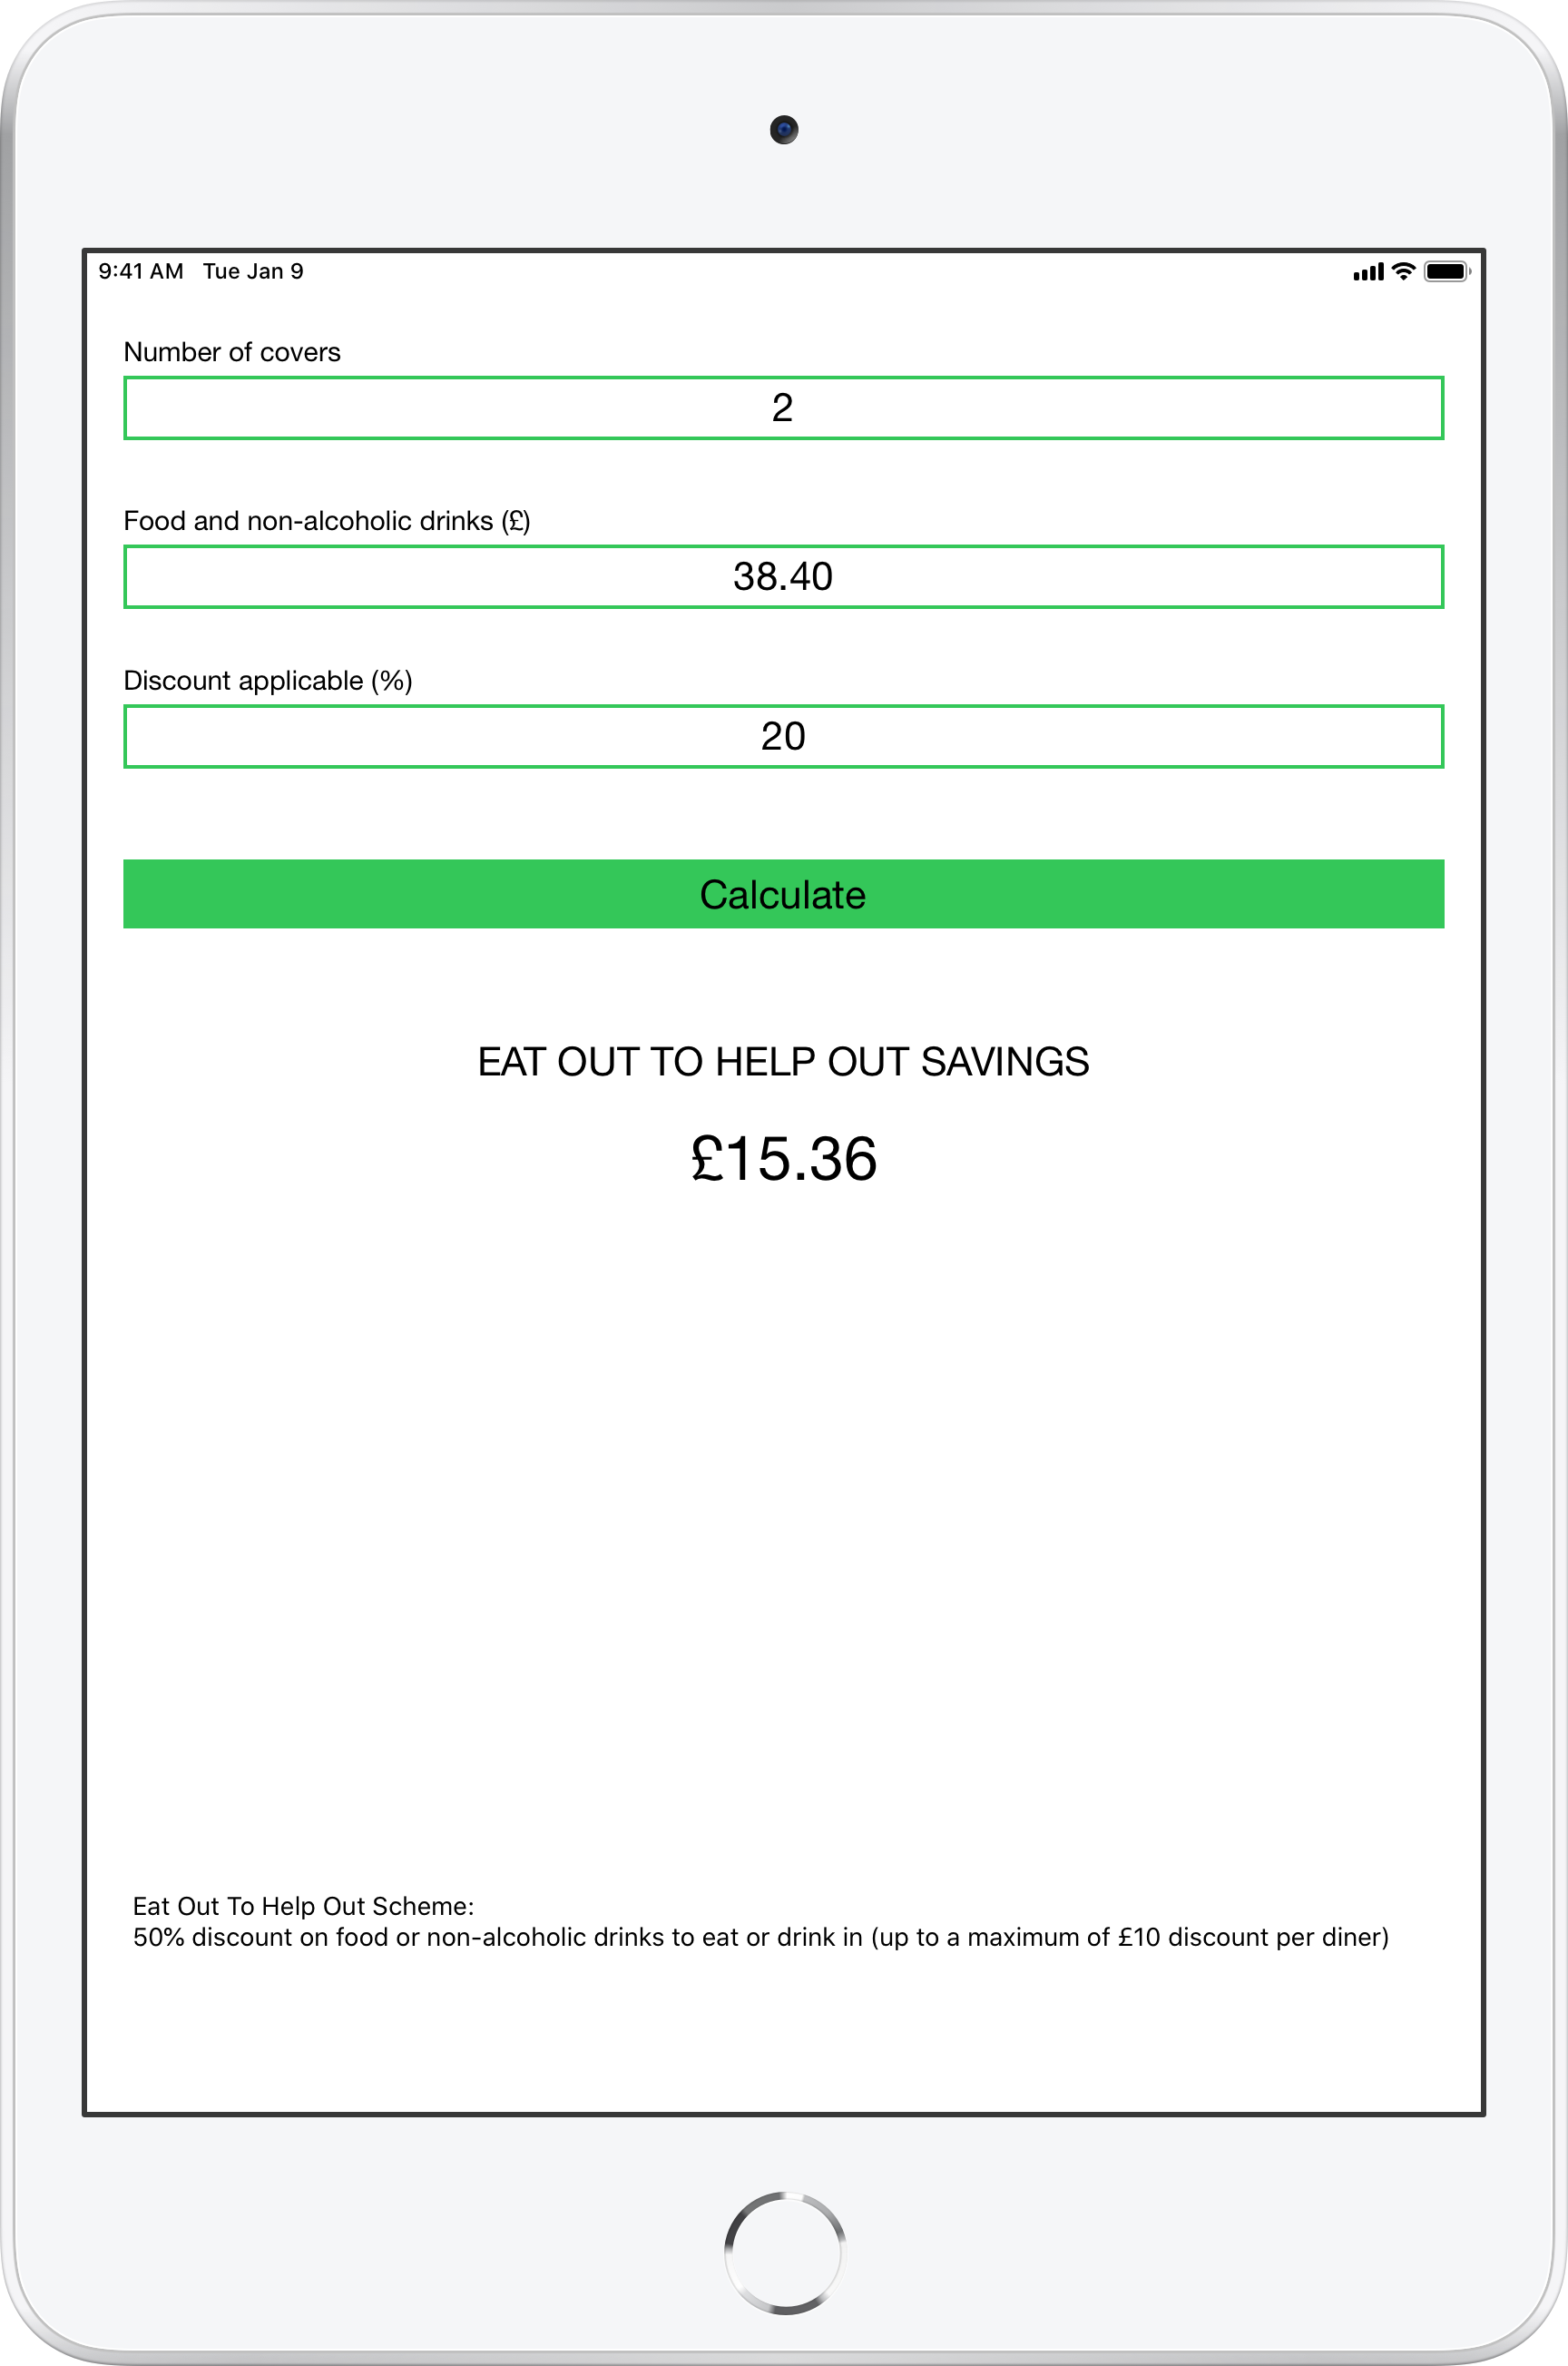 9:41 AM Tue Jan 9
Number of covers
2
Food and non-alcoholic drinks (£)
38.40
Discount applicable (%)
20
Calculate
EAT OUT TO HELP OUT SAVINGS
£15.36
Eat Out To Help Out Scheme:
50% discount on food or non-alcoholic drinks to eat or drink in (up to a maximum of £10 discount per diner)